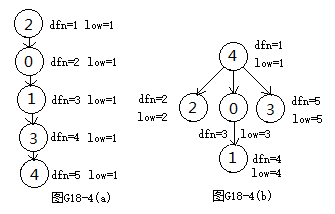 2 dfn=1 low=1
0 dfn=2 low=1
1 dfn=3 low=1
3 dfn=4 low=1
4 dfn=5 low=1
图G18-4(a)
4 dfn=1
low=1
dfn=2
low=2
2
0
3
dfn=5
low=5
dfn=3 low=3
1 dfn=4
low=4
图G18-4(b)